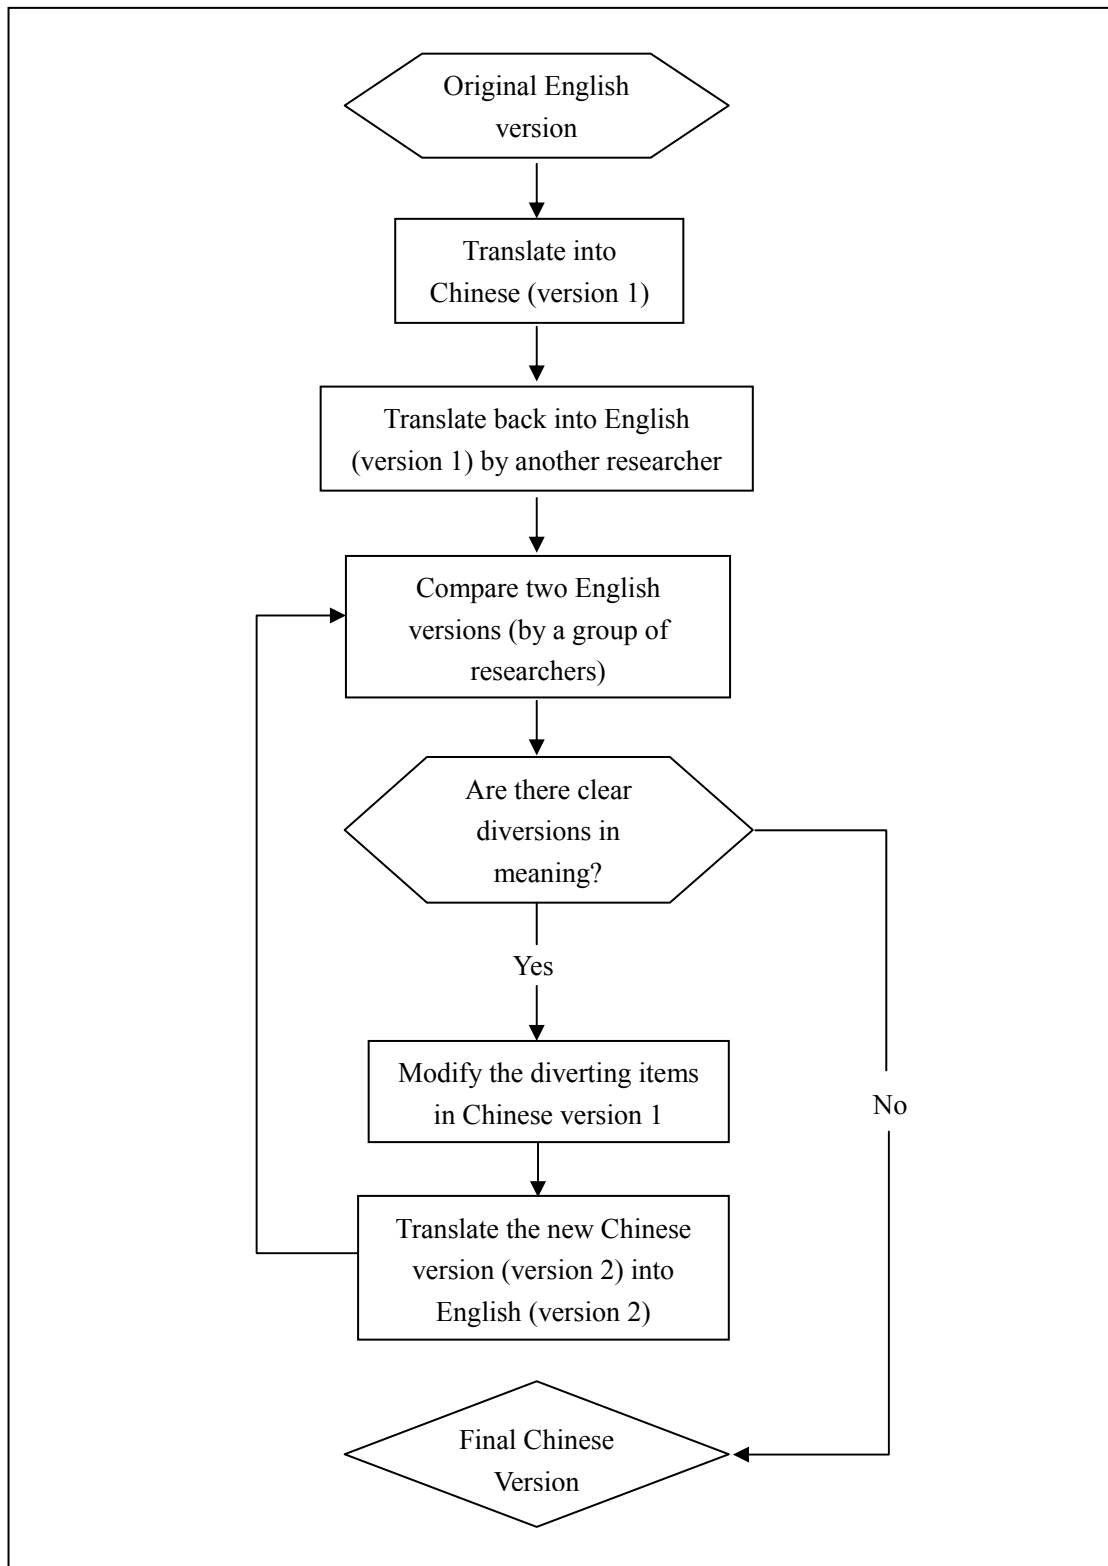 Original English
version
Translate into
Chinese (version 1)
Translate back into English
(version 1) by another researcher
Compare two English
versions (by a group of
researchers)
Are there clear
diversions in
meaning?
Yes
Modify the diverting items
in Chinese version 1
No
Translate the new Chinese
version (version 2) into
English (version 2)
Final Chinese
Version